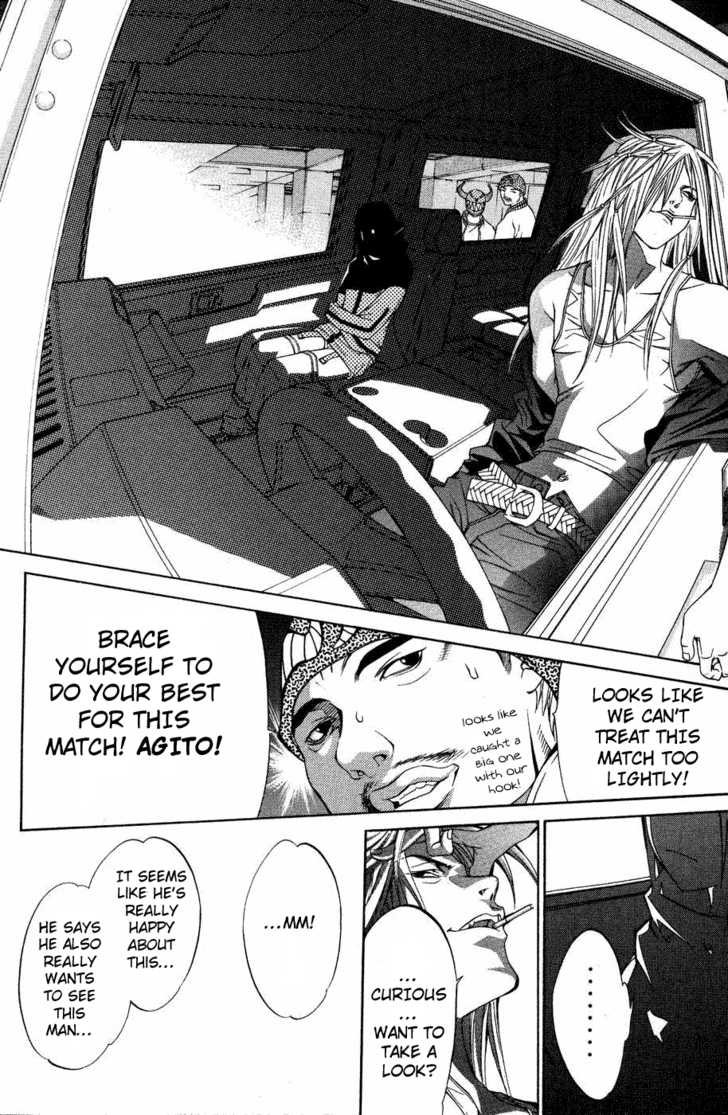 LOOKS LIKE
WE CAN'T
TREAT THIS
MATCH TOO
LIGHTLY!
looks like
we
caught a
big one
with our
hook!
BRACE
YOURSELF TO
DO YOUR BEST
FOR THIS
MATCH! AGITO!
......
...
CURIOUS
...
WANT TO
TAKE A
LOOK?
...MM!
IT SEEMS
LIKE HE'S
REALLY
HAPPY
ABOUT
THIS...
HE SAYS
HE ALSO
REALLY
WANTS
TO SEE
THIS
MAN...